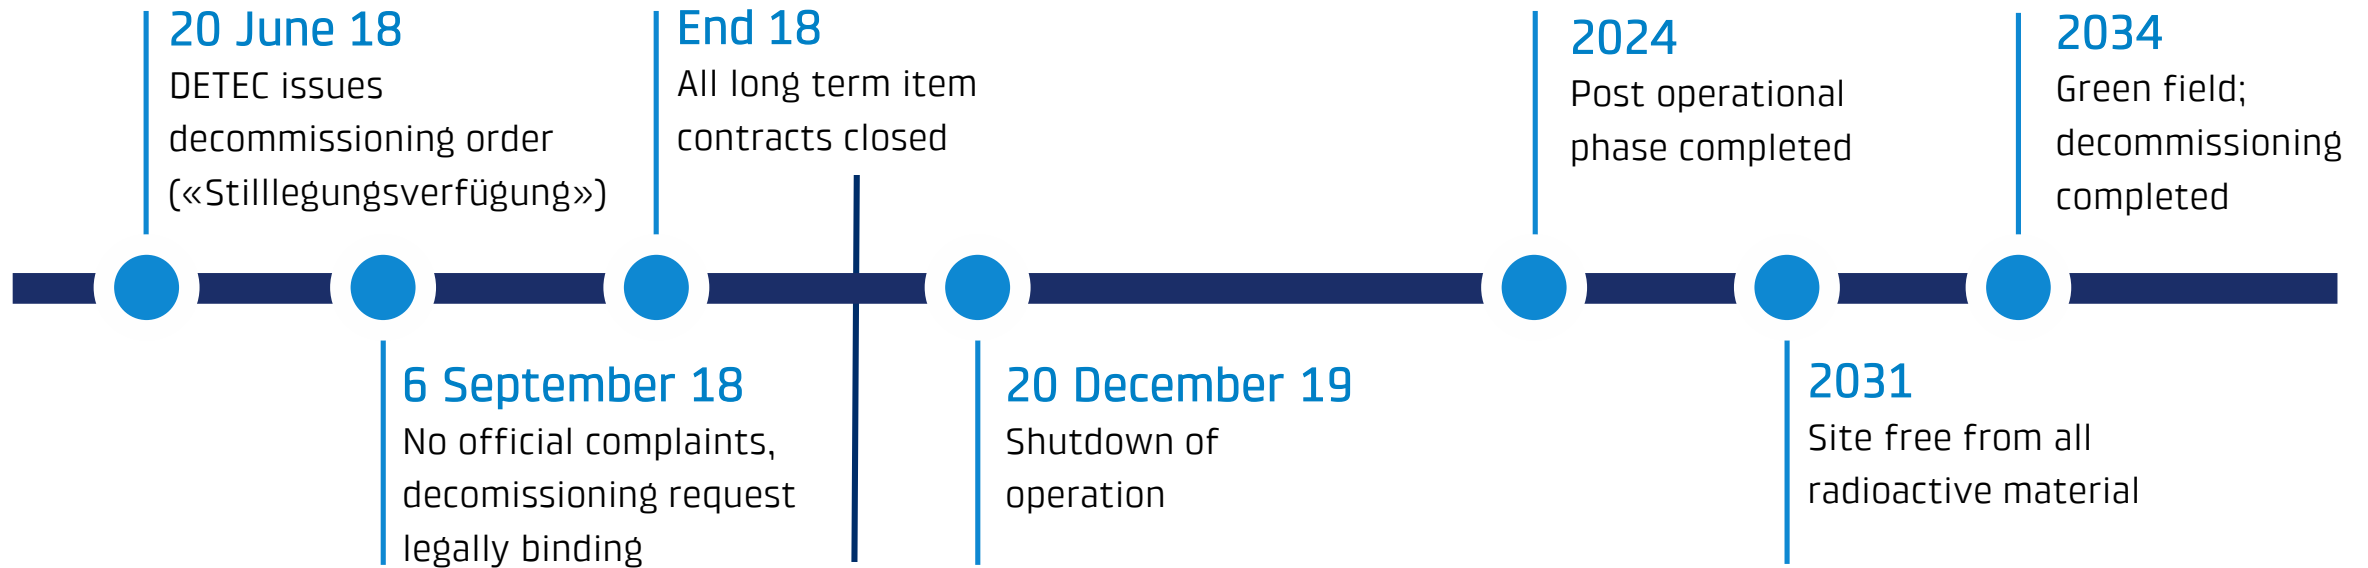 20 June 18
DETEC issues
decommissioning order
(«Stilllegungsverfügung»)
6 September 18
No official complaints,
decomissioning request
legally binding
End 18
All long term item
contracts closed
20 December 19
Shutdown of
operation
2024
Post operational
phase completed
2031
Site free from all
radioactive material
2034
Green field;
decommissioning
completed